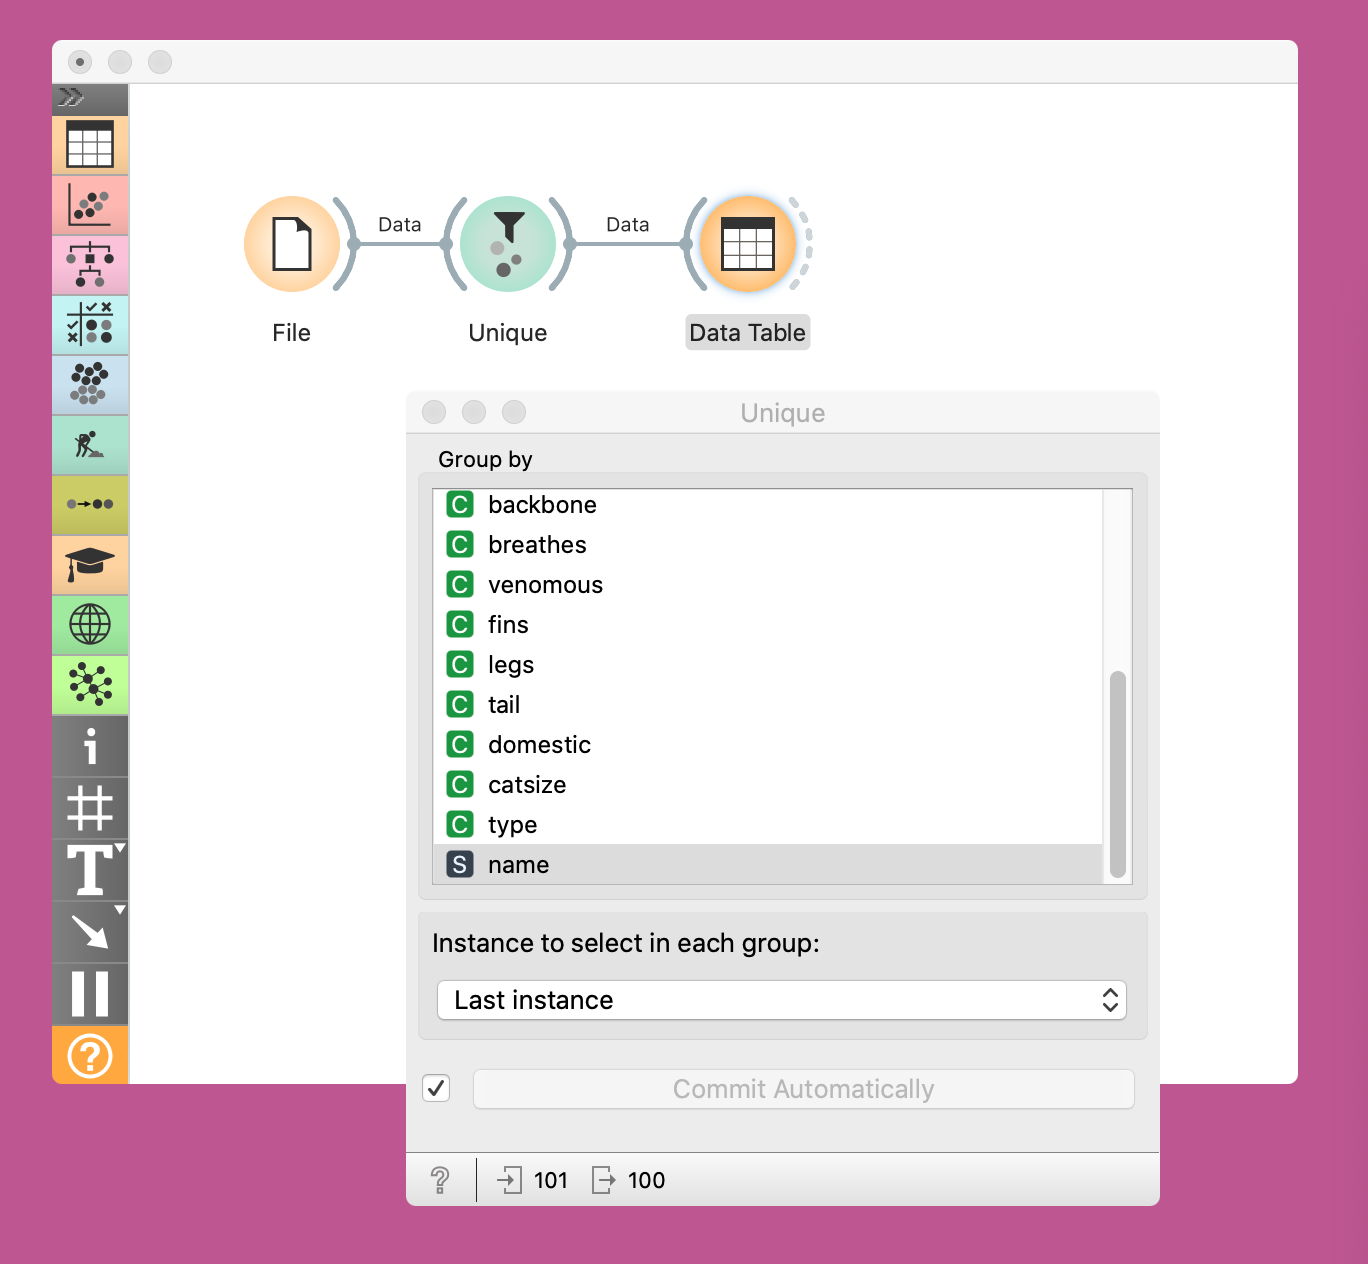 Data
Data
File
Unique
Data Table
Unique
Group by
C backbone
C breathes
C venomous
C fins
C legs
C tail
C domestic
C catsize
C type
S name
Instance to select in each group:
Last instance
Commit Automatically
? 101 100